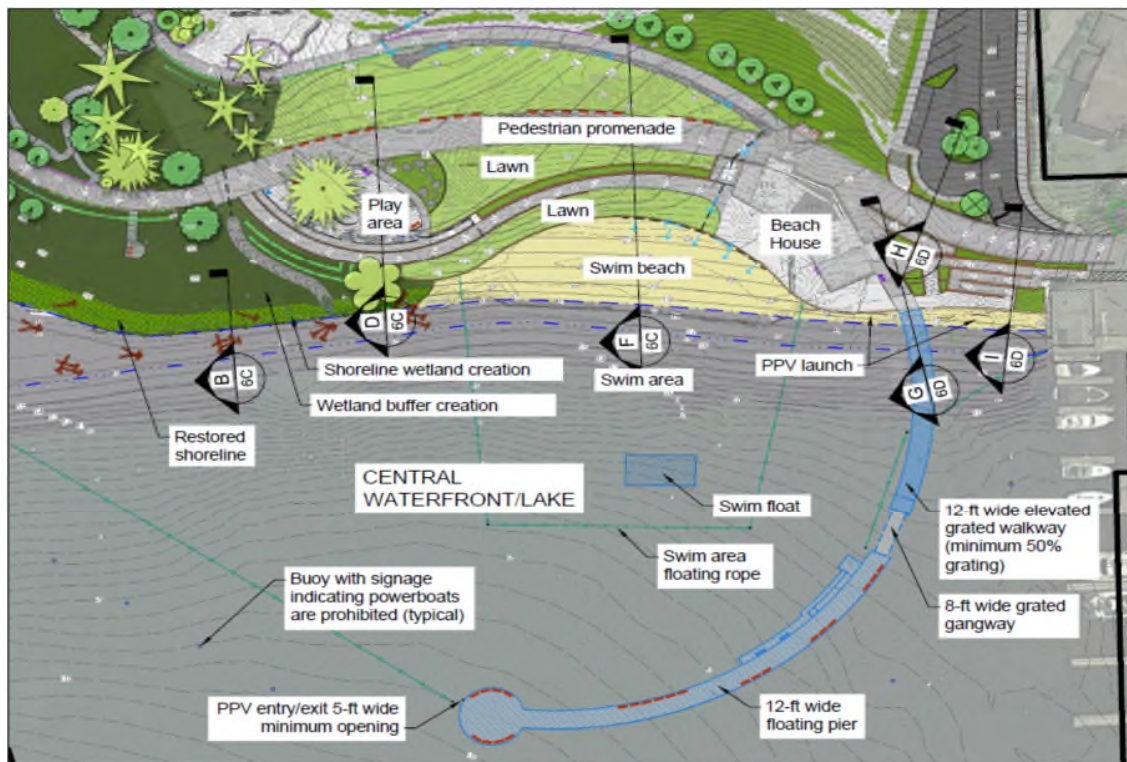 Pedestrian promenade
Lawn
Play
area
Lawn
Beach
House
Swim beach
H
6D
D
6C
F
6C
B
6C
I
6D
G
6D
Shoreline wetland creation
Swim area
PPV launch
Wetland buffer creation
Restored
shoreline
CENTRAL
WATERFRONT/LAKE
Swim float
12-ft wide elevated
grated walkway
(minimum 50%
grating)
Swim area
floating rope
Buoy with signage
indicating powerboats
are prohibited (typical)
8-ft wide grated
gangway
PPV entry/exit 5-ft wide
minimum opening
12-ft wide
floating pier